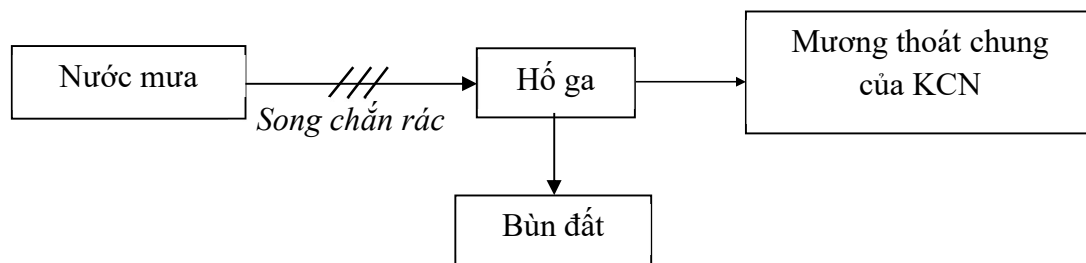 Nước mưa
Song chắn rác
Hố ga
Mương thoát chung
của KCN
Bùn đất